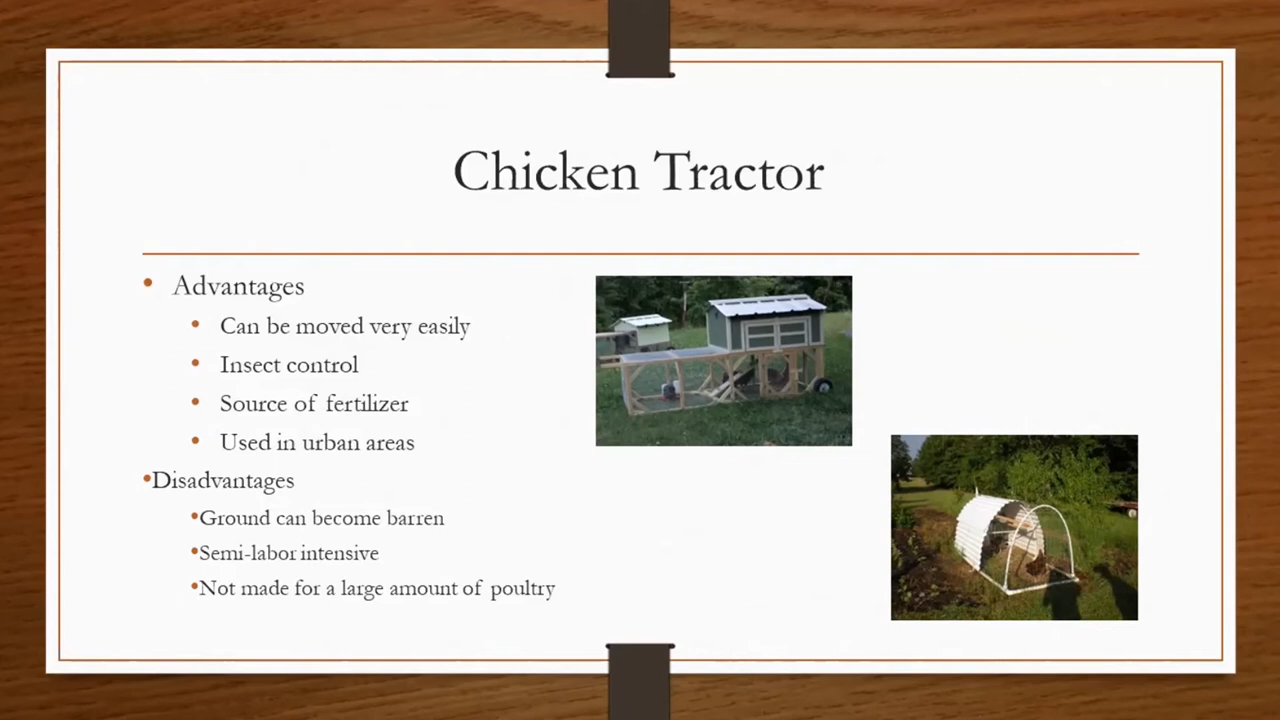 Chicken Tractor
• Advantages
• Can be moved very easily
• Insect control
• Source of fertilizer
• Used in urban areas
•Disadvantages
•Ground can become barren
•Semi-labor intensive
•Not made for a large amount of poultry